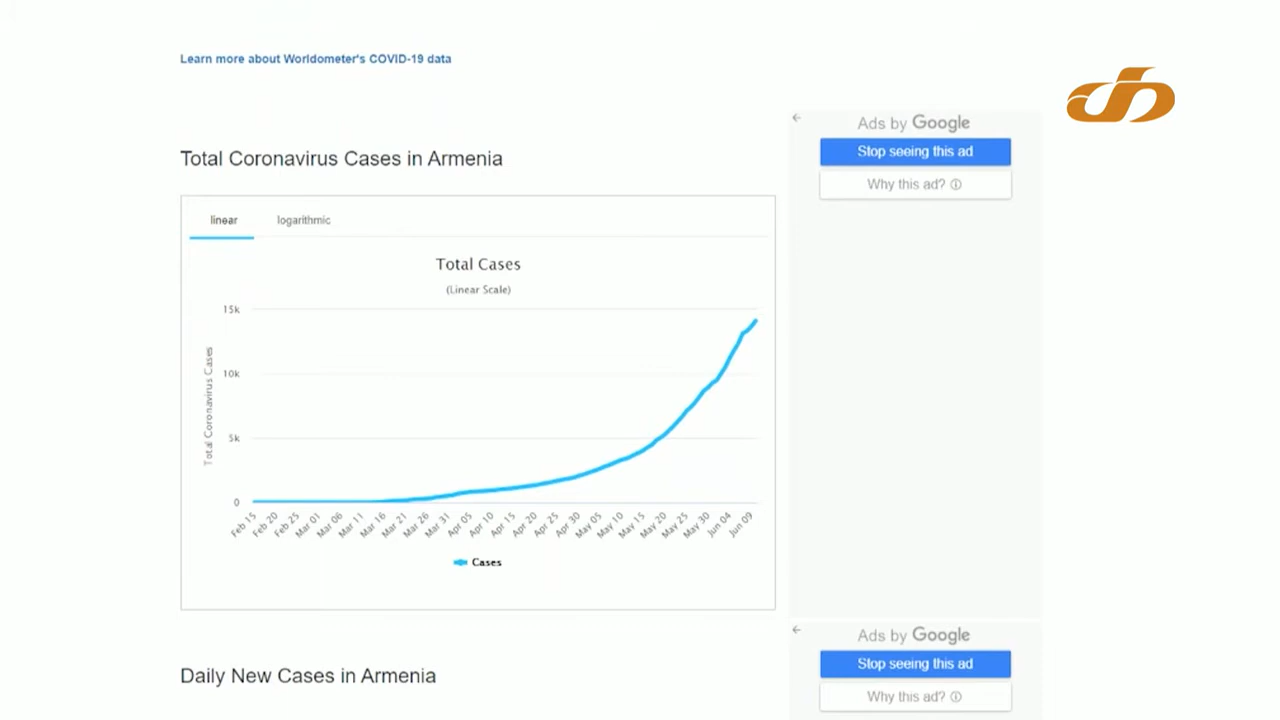 Learn more about Worldometer's COVID-19 data
Total Coronavirus Cases in Armenia
linear
logarithmic
Total Cases
(Linear Scale)
Total Coronavirus Cases
15k
10k
5k
0
Feb 15
Feb 20
Feb 25
Mar 01
Mar 06
Mar 11
Mar 16
Mar 21
Mar 26
Mar 31
Apr 05
Apr 10
Apr 15
Apr 20
Apr 25
Apr 30
May 05
May 10
May 15
May 20
May 25
May 30
Jun 04
Jun 09
Cases
Ads by Google
Stop seeing this ad
Why this ad?
Daily New Cases in Armenia
Ads by Google
Stop seeing this ad
Why this ad?